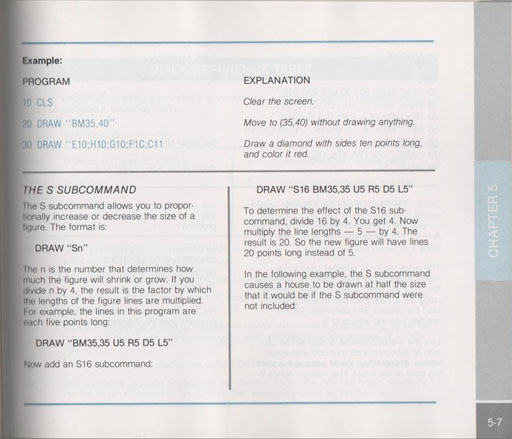 Example:
PROGRAM
EXPLANATION
10 CLS
Clear the screen.
20 DRAW "BM35,40"
Move to (35,40) without drawing anything.
30 DRAW "E10;H10;G10;F1C;C11
Draw a diamond with sides ten points long,
and color it red.
THE S SUBCOMMAND
The S subcommand allows you to propor-
tionally increase or decrease the size of a
figure. The format is:
DRAW "Sn"
The n is the number that determines how
much the figure will shrink or grow. If you
divide n by 4, the result is the factor by which
the lengths of the figure lines are multiplied.
For example, the lines in this program are
each five points long:
DRAW "BM35,35 U5 R5 D5 L5"
Now add an S16 subcommand:
DRAW "S16 BM35,35 U5 R5 D5 L5"
To determine the effect of the S16 sub-
command, divide 16 by 4. You get 4. Now
multiply the line lengths — 5 — by 4. The
result is 20. So the new figure will have lines
20 points long instead of 5.
In the following example, the S subcommand
causes a house to be drawn at half the size
that it would be if the S subcommand were
not included:
CHAPTER 5
5-7